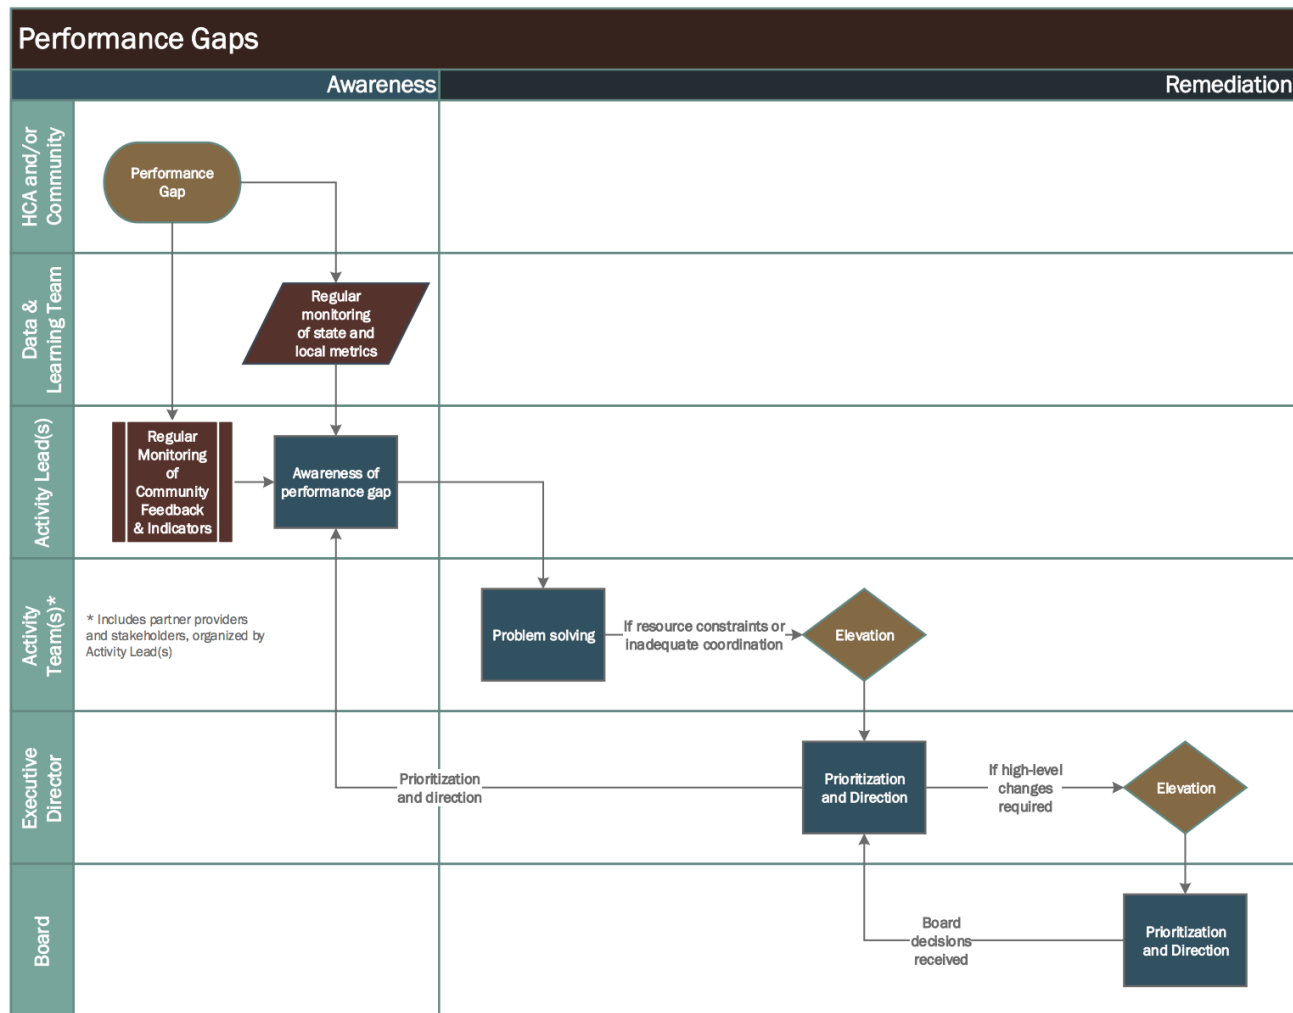 Performance Gaps
Awareness
Remediation
HCA and/or
Community
Performance
Gap
Data &
Learning Team
Regular
monitoring
of state and
local metrics
Activity Lead(s)
Regular
Monitoring
of
Community
Feedback
& Indicators
Awareness of
performance gap
Activity
Team(s)*
* Includes partner providers
and stakeholders, organized by
Activity Lead(s)
Problem solving
If resource constraints or
inadequate coordination
Elevation
Executive
Director
Prioritization
and direction
Prioritization
and Direction
If high-level
changes
required
Elevation
Board
Board
decisions
received
Prioritization
and Direction